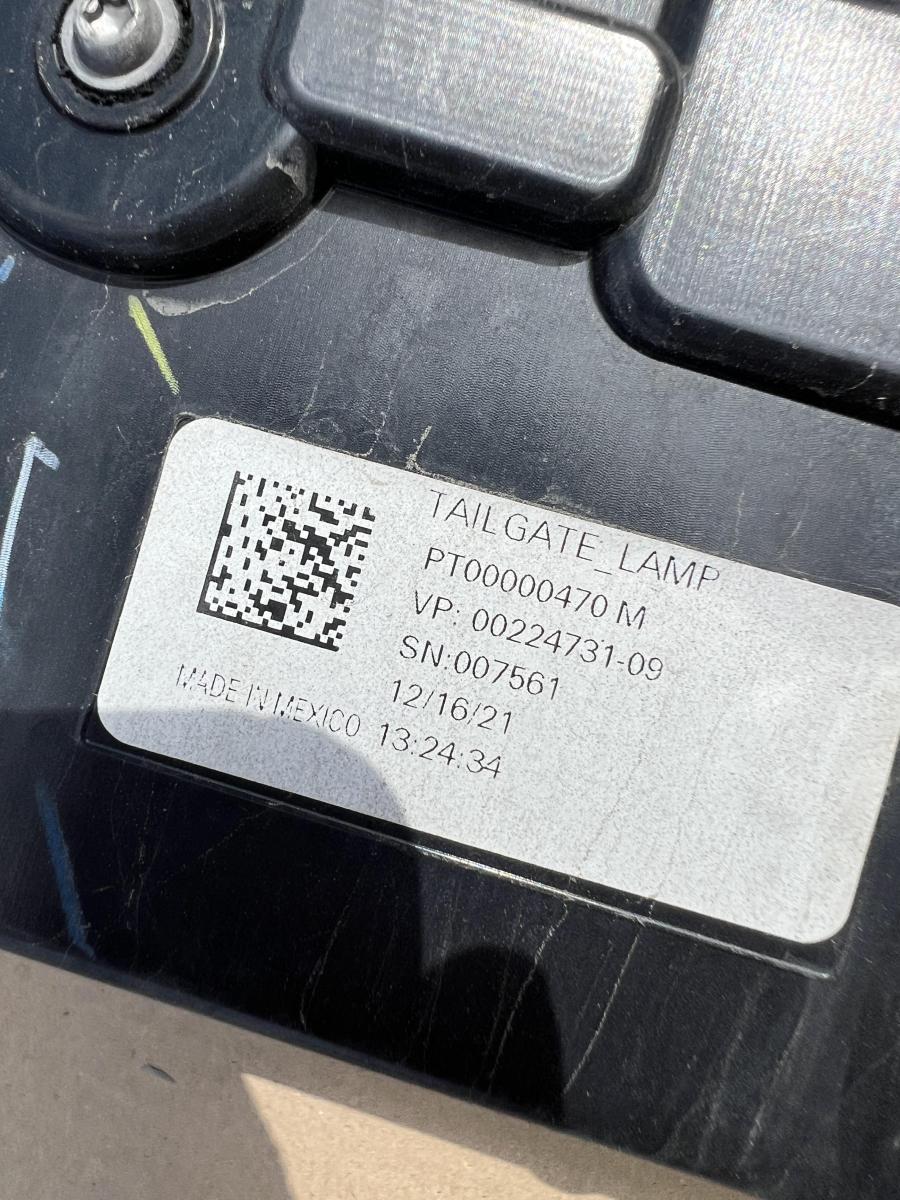 TAILGATE_LAMP
PT00000470 M
VP: 00224731-09
SN:007561
12/16/21
MADE IN MEXICO 13:24:34